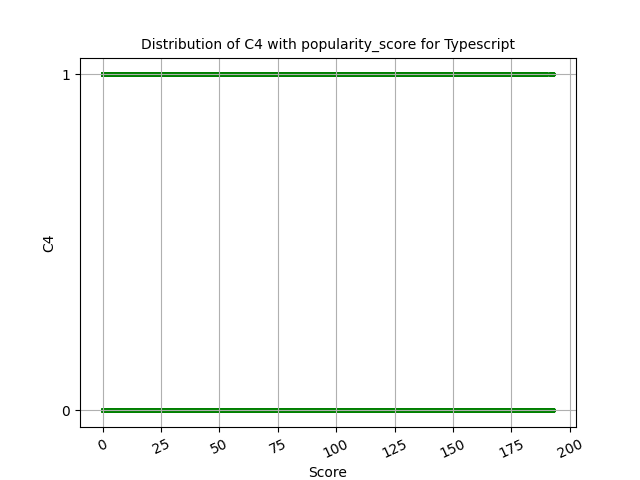 Distribution of C4 with popularity_score for Typescript
1
C4
0
0 25 50 75 100 125 150 175 200
Score